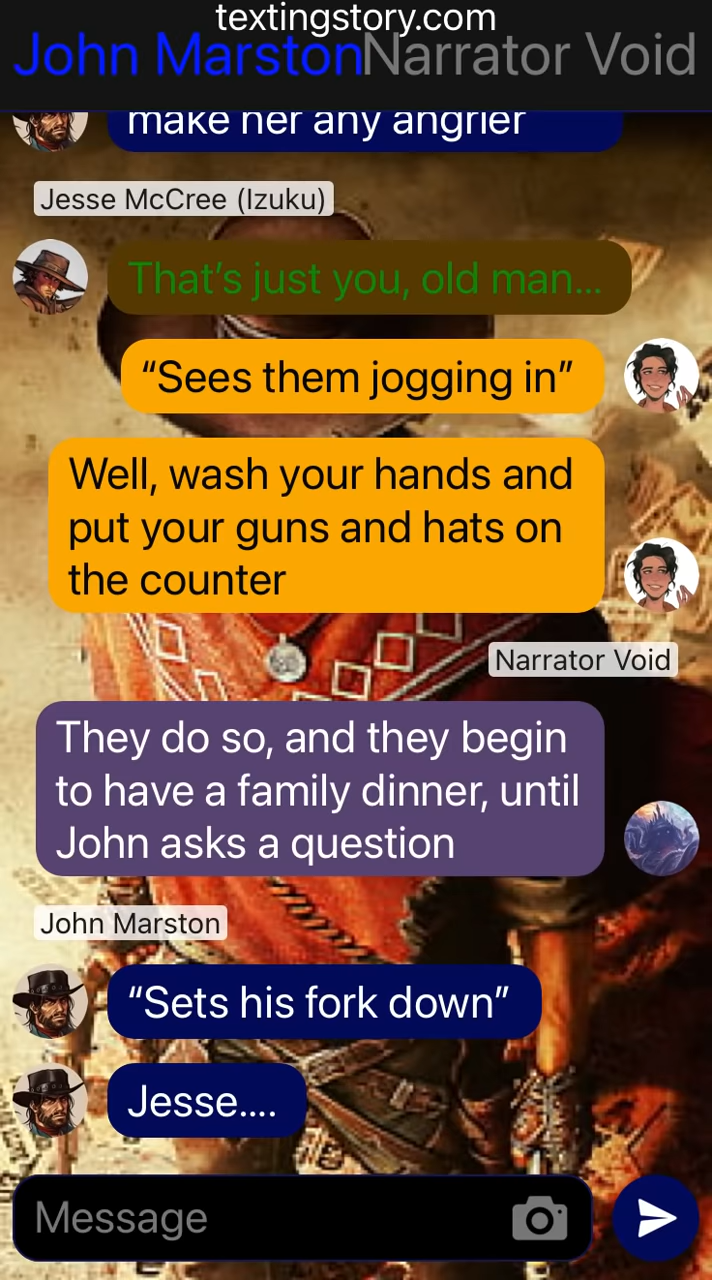 textingstory.com
John Marston Narrator Void
make her any angrier
Jesse McCree (Izuku)
That’s just you, old man...
“Sees them jogging in”
Well, wash your hands and
put your guns and hats on
the counter
Narrator Void
They do so, and they begin
to have a family dinner, until
John asks a question
John Marston
“Sets his fork down”
Jesse....
Message